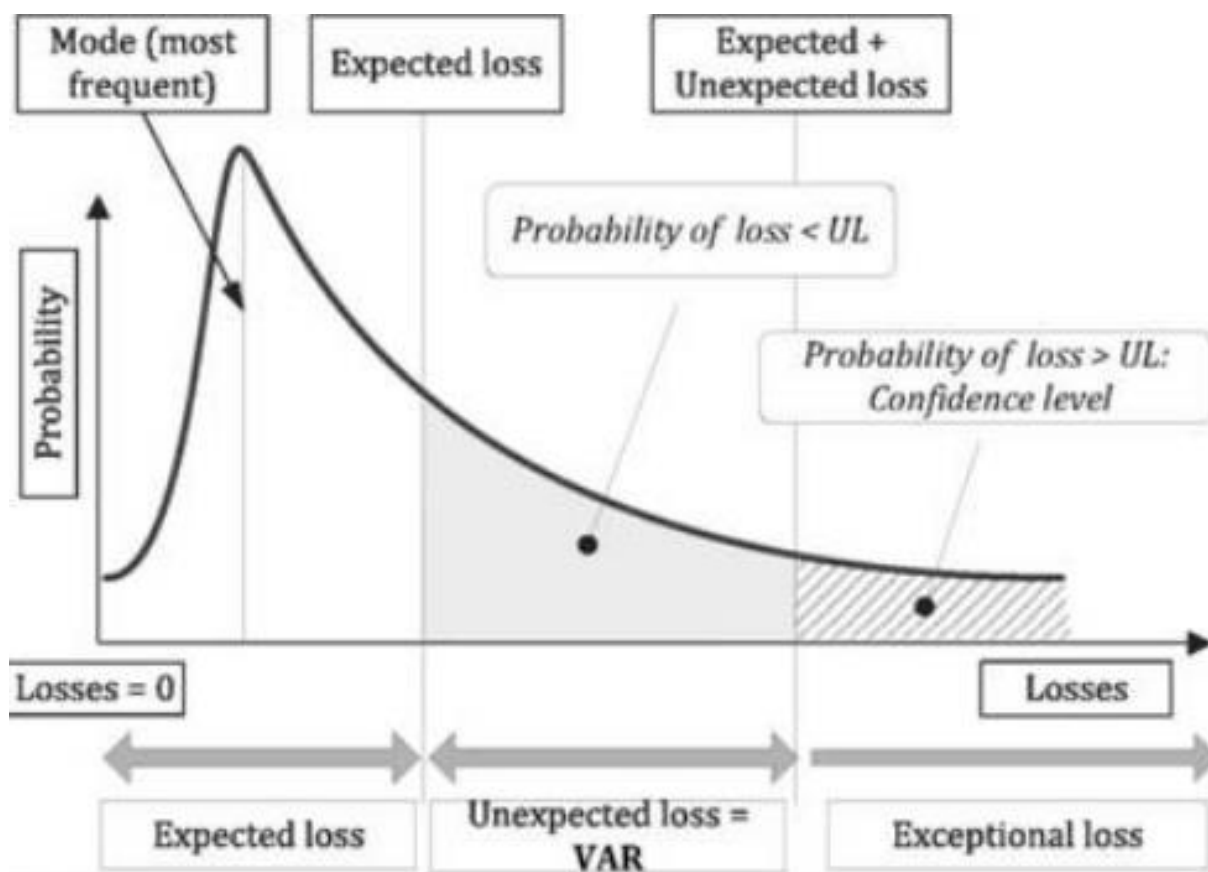 Mode (most
frequent)
Expected loss
Expected +
Unexpected loss
Probability of loss < UL
Probability of loss > UL:
Confidence level
Probability
Losses = 0
Losses
Expected loss
Unexpected loss =
VAR
Exceptional loss